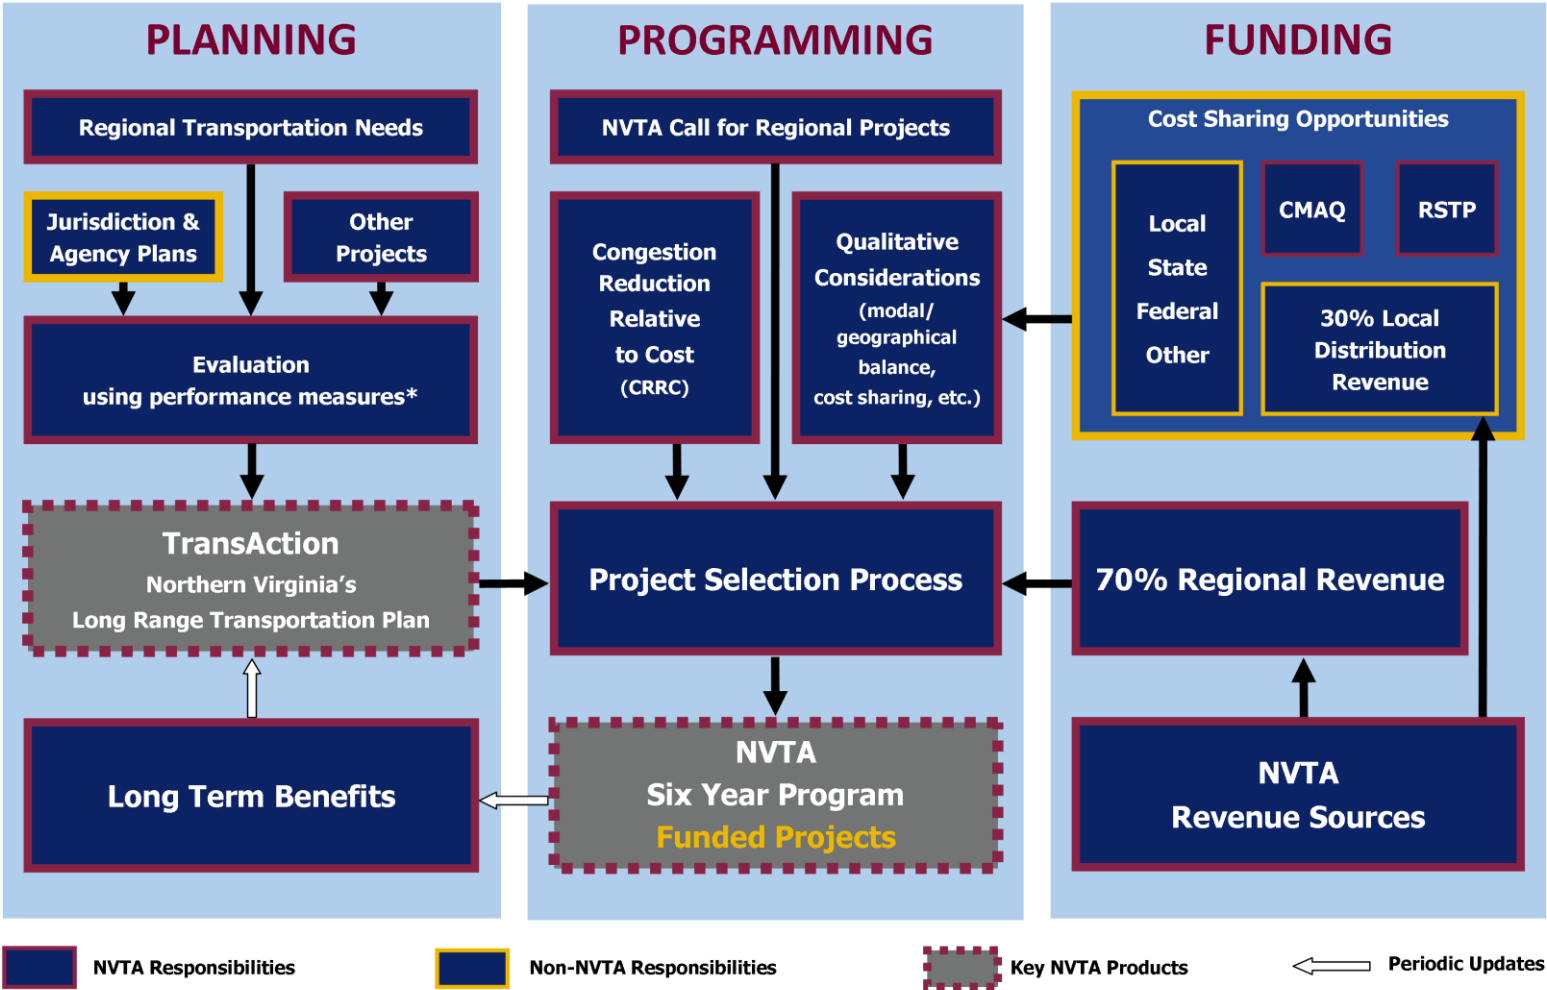 PLANNING
Regional Transportation Needs
Jurisdiction &
Agency Plans
Other
Projects
Evaluation
using performance measures*
TransAction
Northern Virginia’s
Long Range Transportation Plan
Long Term Benefits
PROGRAMMING
NVTA Call for Regional Projects
Congestion
Reduction
Relative
to Cost
(CRRC)
Qualitative
Considerations
(modal/
geographical
balance,
cost sharing, etc.)
Project Selection Process
NVTA
Six Year Program
Funded Projects
FUNDING
Cost Sharing Opportunities
Local
State
Federal
Other
CMAQ
RSTP
30% Local
Distribution
Revenue
70% Regional Revenue
NVTA
Revenue Sources
NVTA Responsibilities
Non-NVTA Responsibilities
Key NVTA Products
Periodic Updates